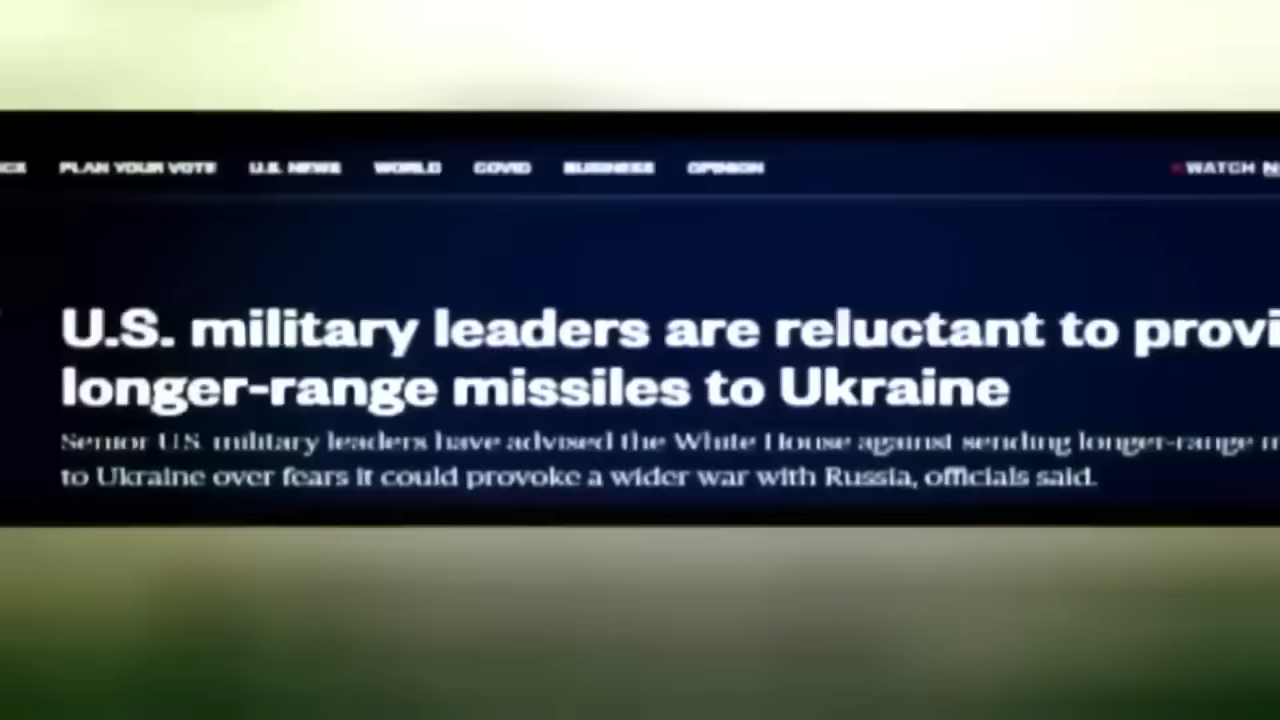 PLAN YOUR VOTE U.S. NEWS WORLD COVID BUSINESS OPINION WATCH
U.S. military leaders are reluctant to provi
longer-range missiles to Ukraine
Senior U.S. military leaders have advised the White House against sending longer-range
to Ukraine over fears it could provoke a wider war with Russia, officials said.